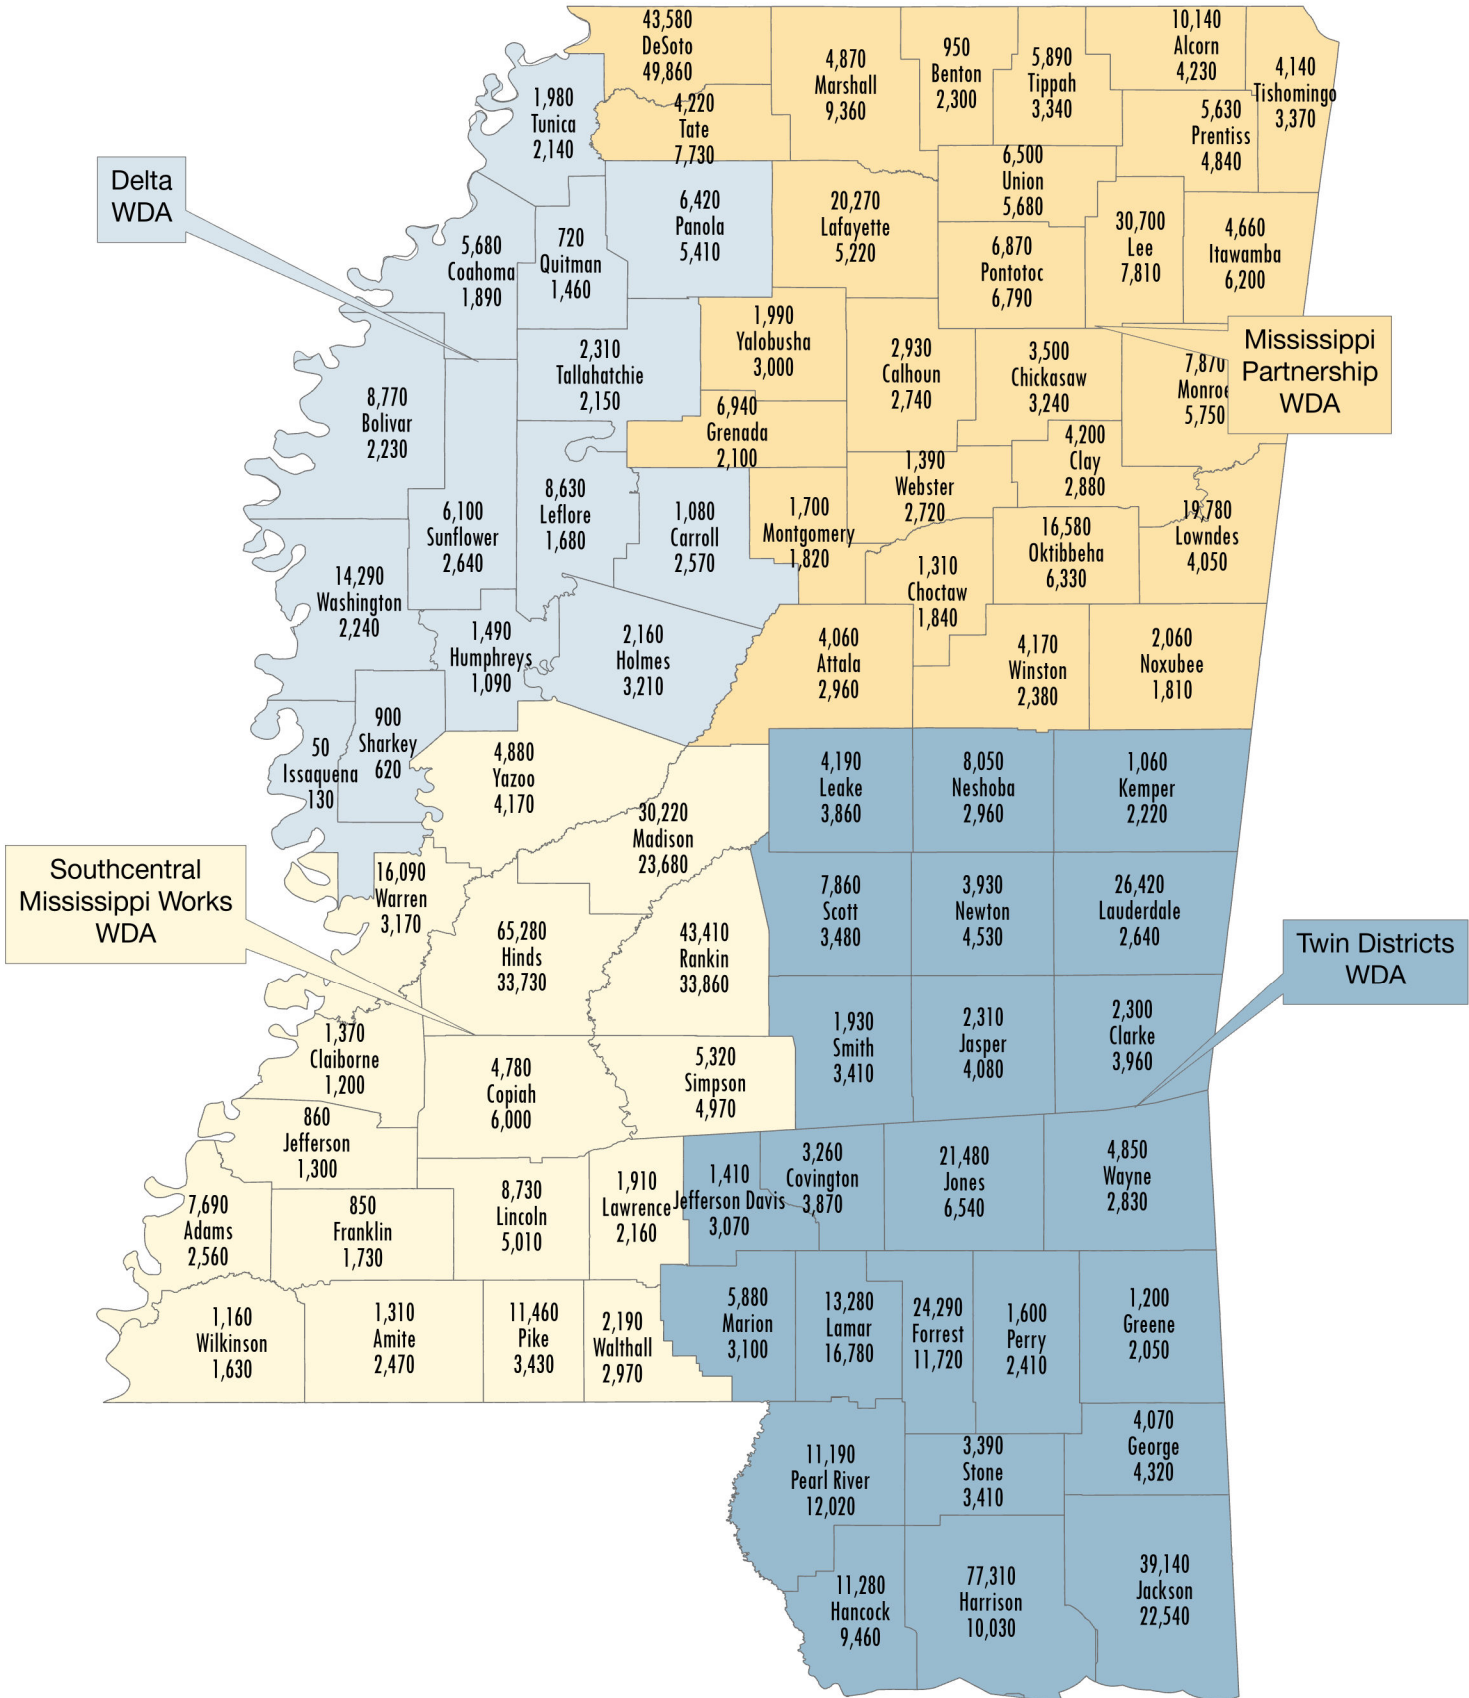 43,580
DeSoto
49,860
4,870
Marshall
9,360
950
Benton
2,300
5,890
Tippah
3,340
10,140
Alcorn
4,230
4,140
Tishomingo
3,370
1,980
Tunica
2,140
4,220
Tate
7,730
5,630
Prentiss
4,840
6,500
Union
5,680
Delta
WDA
6,420
Panola
5,410
20,270
Lafayette
5,220
30,700
Lee
7,810
4,660
Itawamba
6,200
5,680
Coahoma
1,890
720
Quitman
1,460
6,870
Pontotoc
6,790
1,990
Yalobusha
3,000
2,310
Tallahatchie
2,150
2,930
Calhoun
2,740
3,500
Chickasaw
3,240
7,870
Monroe
5,750
Mississippi
Partnership
WDA
8,770
Bolivar
2,230
6,940
Grenada
2,100
4,200
Clay
2,880
1,390
Webster
2,720
6,100
Sunflower
2,640
8,630
Leflore
1,680
1,080
Carroll
2,570
1,700
Montgomery
1,820
16,580
Oktibbeha
6,330
19,780
Lowndes
4,050
14,290
Washington
2,240
1,310
Choctaw
1,840
1,490
Humphreys
1,090
2,160
Holmes
3,210
4,060
Attala
2,960
4,170
Winston
2,380
2,060
Noxubee
1,810
900
Sharkey
620
50
Issaquena
130
4,880
Yazoo
4,170
4,190
Leake
3,860
8,050
Neshoba
2,960
1,060
Kemper
2,220
30,220
Madison
23,680
Southcentral
Mississippi Works
WDA
16,090
Warren
3,170
65,280
Hinds
33,730
43,410
Rankin
33,860
7,860
Scott
3,480
3,930
Newton
4,530
26,420
Lauderdale
2,640
Twin Districts
WDA
1,370
Claiborne
1,200
4,780
Copiah
6,000
5,320
Simpson
4,970
1,930
Smith
3,410
2,310
Jasper
4,080
2,300
Clarke
3,960
860
Jefferson
1,300
7,690
Adams
2,560
850
Franklin
1,730
8,730
Lincoln
5,010
1,910
Lawrence
2,160
1,410
Jefferson Davis
3,070
3,260
Covington
3,870
21,480
Jones
6,540
4,850
Wayne
2,830
1,160
Wilkinson
1,630
1,310
Amite
2,470
11,460
Pike
3,430
2,190
Walthall
2,970
5,880
Marion
3,100
13,280
Lamar
16,780
24,290
Forrest
11,720
1,600
Perry
2,410
1,200
Greene
2,050
11,190
Pearl River
12,020
3,390
Stone
3,410
4,070
George
4,320
11,280
Hancock
9,460
77,310
Harrison
10,030
39,140
Jackson
22,540